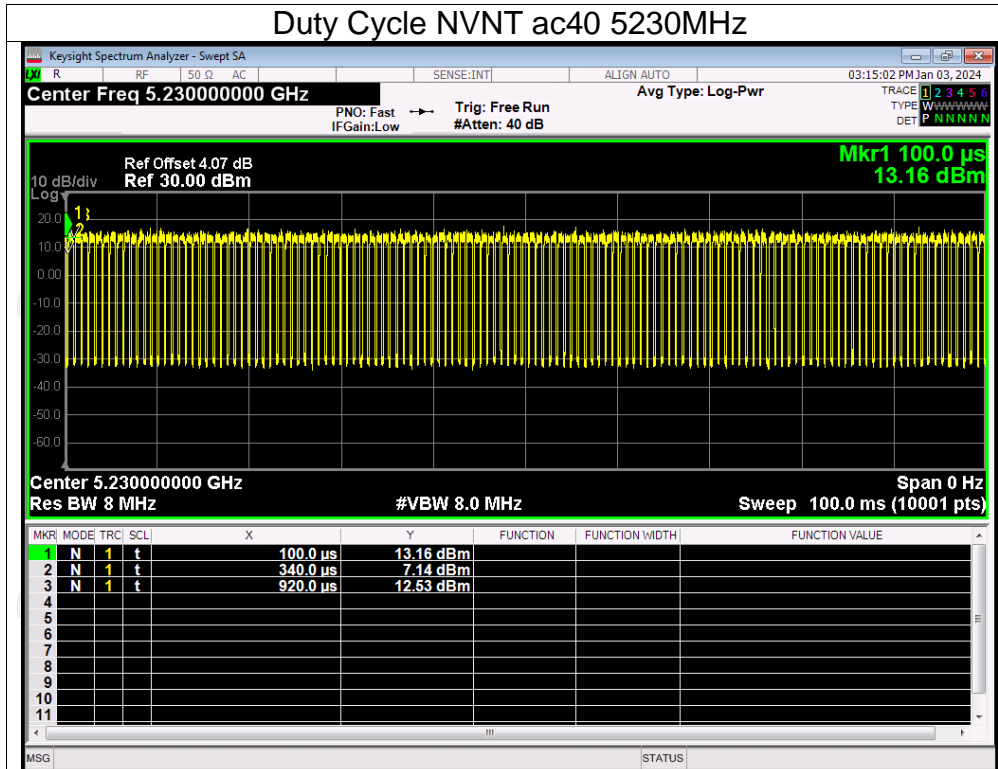 Duty Cycle NVNT ac40 5230MHz
Keysight Spectrum Analyzer - Swept SA
LXI R RF 50 Ω AC SENSE:INT ALIGN AUTO 03:15:02 PM Jan 03, 2024
Center Freq 5.230000000 GHz Avg Type: Log-Pwr TRACE 1 2 3 4 5 6
PNO: Fast Trig: Free Run TYPE WWWWWW
IFGain:Low #Atten: 40 dB DET P N N N N N
Ref Offset 4.07 dB Mkr1 100.0 µs
10 dB/div Ref 30.00 dBm 13.16 dBm
Log
1 3
20.0
2
10.0
0.00
-10.0
-20.0
-30.0
-40.0
-50.0
-60.0
Center 5.230000000 GHz Span 0 Hz
Res BW 8 MHz #VBW 8.0 MHz Sweep 100.0 ms (10001 pts)
MKR MODE TRC SCL X Y FUNCTION FUNCTION WIDTH FUNCTION VALUE
1 N 1 t 100.0 µs 13.16 dBm
2 N 1 t 340.0 µs 7.14 dBm
3 N 1 t 920.0 µs 12.53 dBm
4
5
6
7
8
9
10
11
MSG STATUS